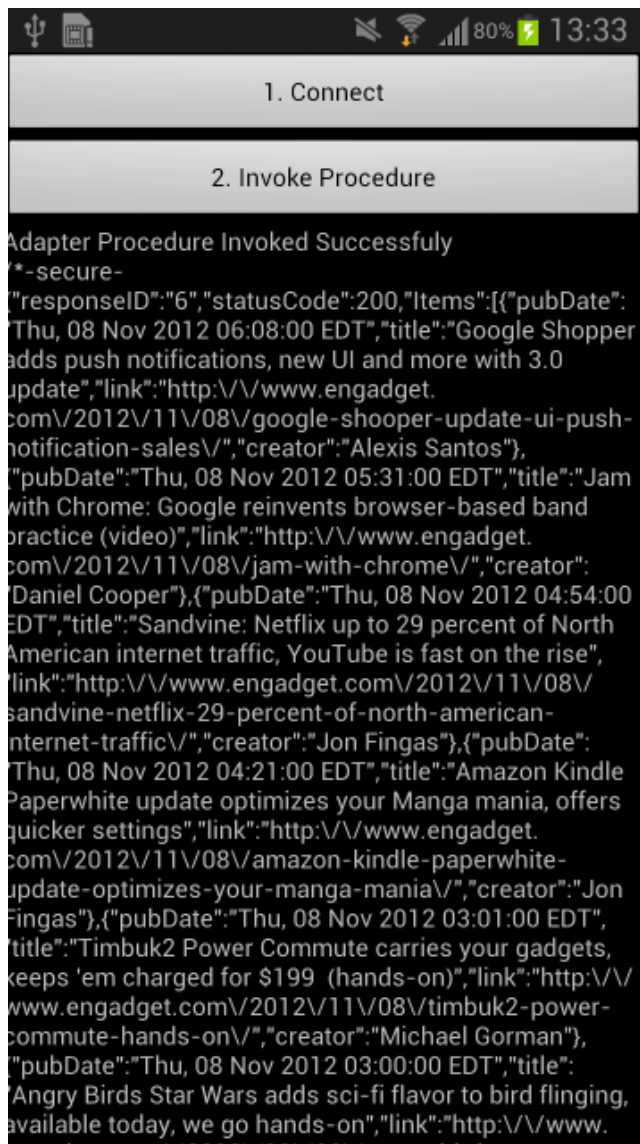 80% 13:33
1. Connect
2. Invoke Procedure
Adapter Procedure Invoked Successfuly
/*-secure-
{"responseID":"6","statusCode":200,"Items":[{"pubDate":
"Thu, 08 Nov 2012 06:08:00 EDT","title":"Google Shopper
adds push notifications, new UI and more with 3.0
update","link":"http:\/\/www.engadget.
com\/2012\/11\/08\/google-shooper-update-ui-push-
notification-sales\/","creator":"Alexis Santos"},
{"pubDate":"Thu, 08 Nov 2012 05:31:00 EDT","title":"Jam
with Chrome: Google reinvents browser-based band
practice (video)","link":"http:\/\/www.engadget.
com\/2012\/11\/08\/jam-with-chrome\/","creator":
"Daniel Cooper"},{"pubDate":"Thu, 08 Nov 2012 04:54:00
EDT","title":"Sandvine: Netflix up to 29 percent of North
American internet traffic, YouTube is fast on the rise",
"link":"http:\/\/www.engadget.com\/2012\/11\/08\/
sandvine-netflix-29-percent-of-north-american-
internet-traffic\/","creator":"Jon Fingas"},{"pubDate":
"Thu, 08 Nov 2012 04:21:00 EDT","title":"Amazon Kindle
Paperwhite update optimizes your Manga mania, offers
quicker settings","link":"http:\/\/www.engadget.
com\/2012\/11\/08\/amazon-kindle-paperwhite-
update-optimizes-your-manga-mania\/","creator":"Jon
Fingas"},{"pubDate":"Thu, 08 Nov 2012 03:01:00 EDT",
"title":"Timbuk2 Power Commute carries your gadgets,
keeps 'em charged for $199  (hands-on)","link":"http:\/\/
www.engadget.com\/2012\/11\/08\/timbuk2-power-
commute-hands-on\/","creator":"Michael Gorman"},
{"pubDate":"Thu, 08 Nov 2012 03:00:00 EDT","title":
"Angry Birds Star Wars adds sci-fi flavor to bird flinging,
available today, we go hands-on","link":"http:\/\/www.